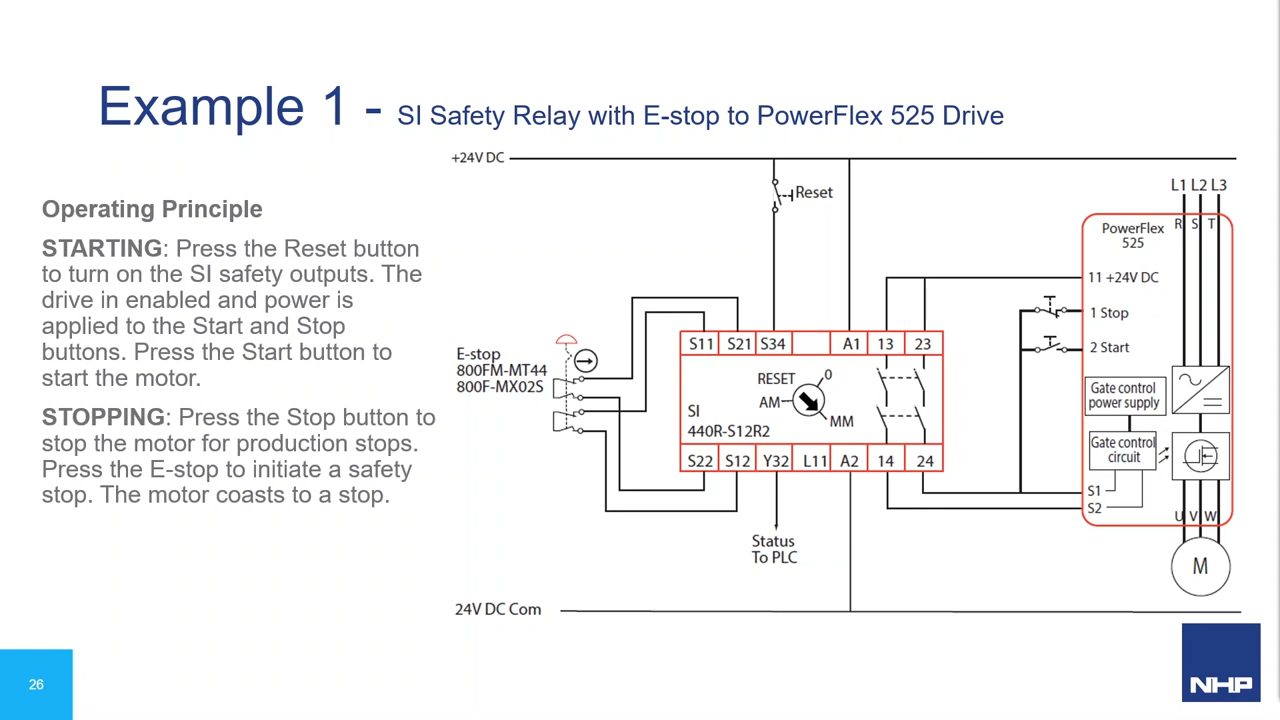 Example 1 - SI Safety Relay with E-stop to PowerFlex 525 Drive
Operating Principle
STARTING: Press the Reset button
to turn on the SI safety outputs. The
drive in enabled and power is
applied to the Start and Stop
buttons. Press the Start button to
start the motor.
STOPPING: Press the Stop button to
stop the motor for production stops.
Press the E-stop to initiate a safety
stop. The motor coasts to a stop.
+24V DC
Reset
L1 L2 L3
R S T
PowerFlex
525
11 +24V DC
1 Stop
2 Start
E-stop
800FM-MT44
800F-MX02S
S11 S21 S34 A1 13 23
RESET 0
AM
MM
SI
440R-S12R2
S22 S12 Y32 L11 A2 14 24
Gate control
power supply
Gate control
circuit
S1
S2
U V W
M
Status
To PLC
24V DC Com
26
NHP